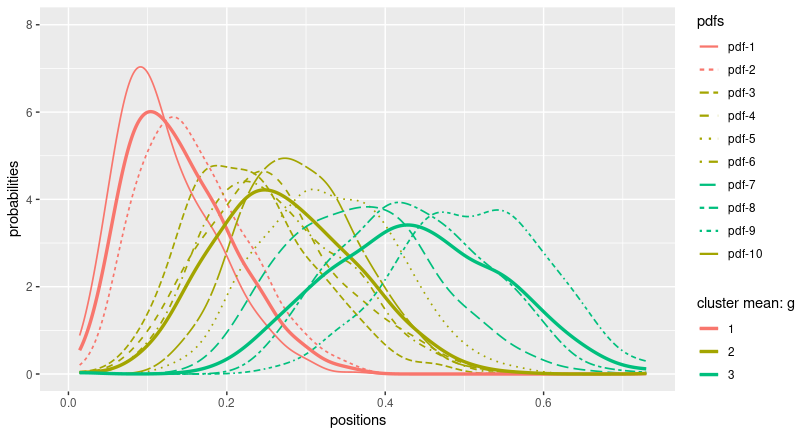 8
6
4
2
0
probabilities
0.0
0.2
0.4
0.6
positions
pdfs
pdf-1
pdf-2
pdf-3
pdf-4
pdf-5
pdf-6
pdf-7
pdf-8
pdf-9
pdf-10
cluster mean: g
1
2
3